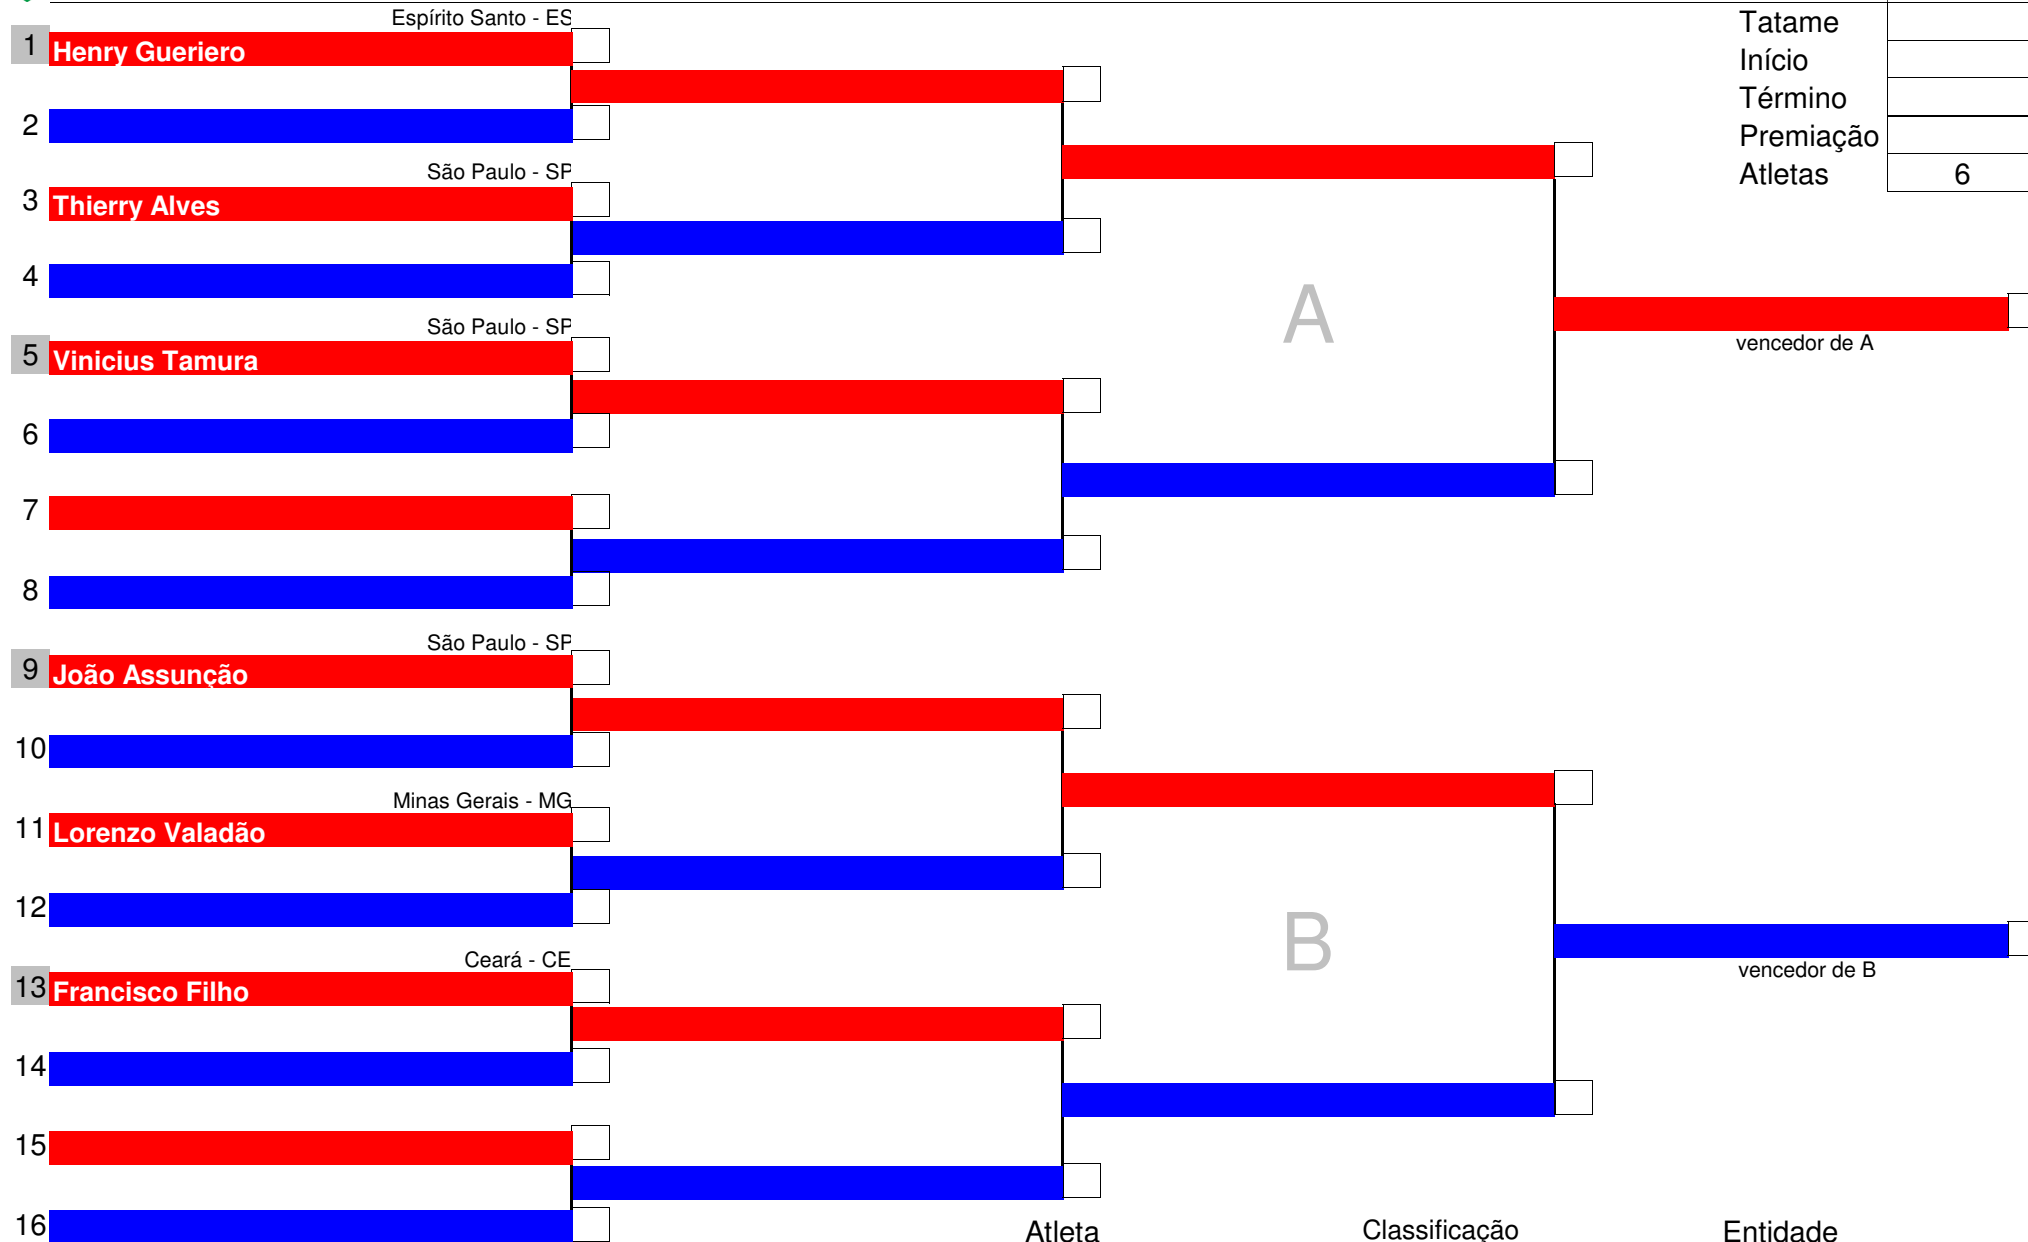 Espírito Santo - ES
1 Henry Gueriero
2
São Paulo - SP
3 Thierry Alves
4
São Paulo - SP
5 Vinicius Tamura
6
7
8
São Paulo - SP
9 João Assunção
10
Minas Gerais - MG
11 Lorenzo Valadão
12
Ceará - CE
13 Francisco Filho
14
15
16
A
B
vencedor de A
vencedor de B
Tatame
Início
Término
Premiação
Atletas 6
Atleta Classificação Entidade